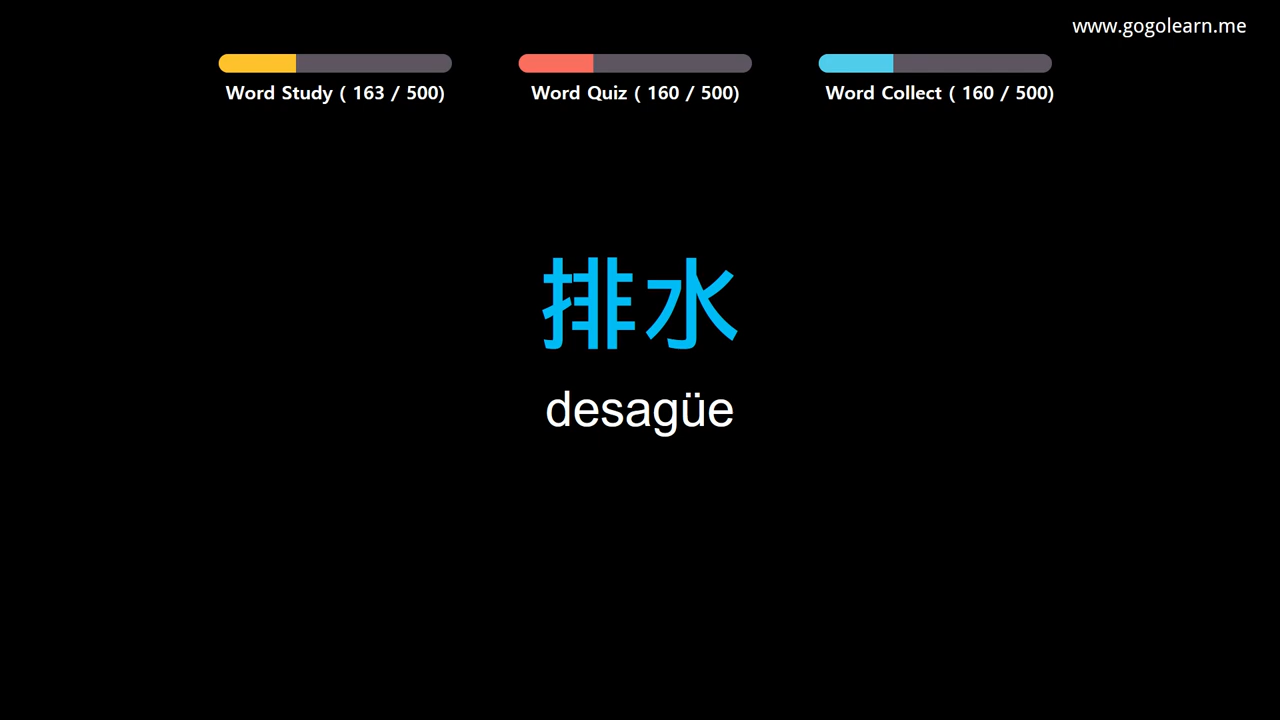 www.gogolearn.me
Word Study ( 163 / 500)
Word Quiz ( 160 / 500)
Word Collect ( 160 / 500)
排水
desagüe